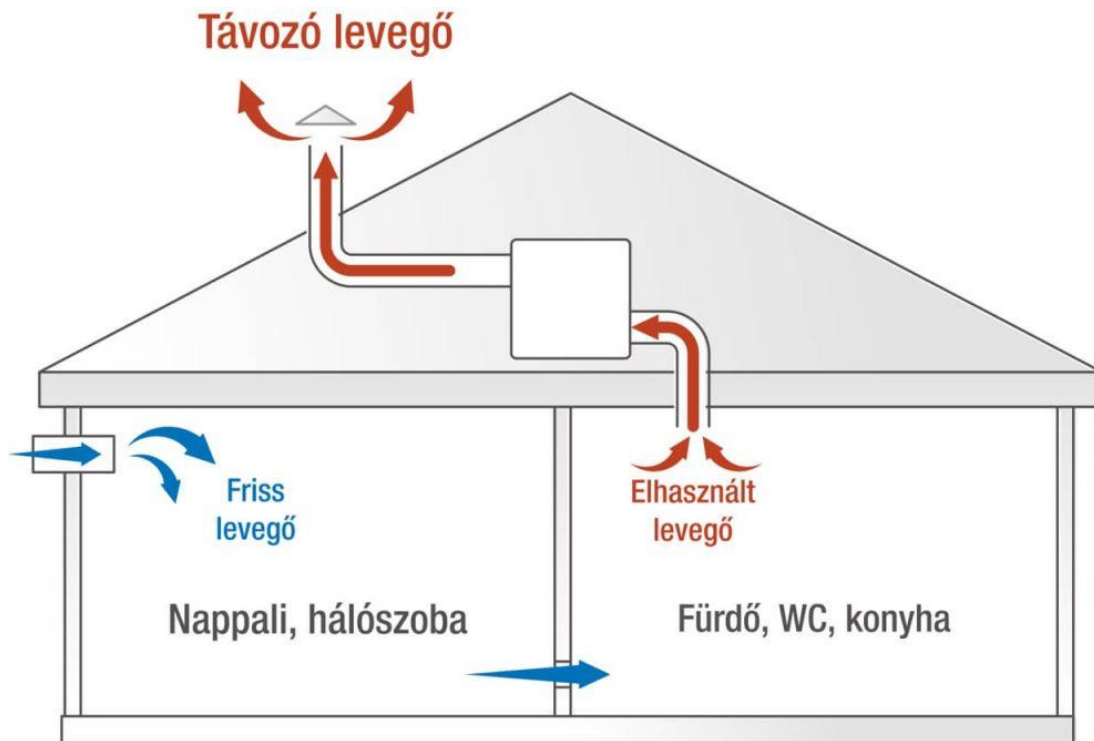 Távozó levegő
Friss
levegő
Elhasznált
levegő
Nappali, hálószoba
Fürdő, WC, konyha